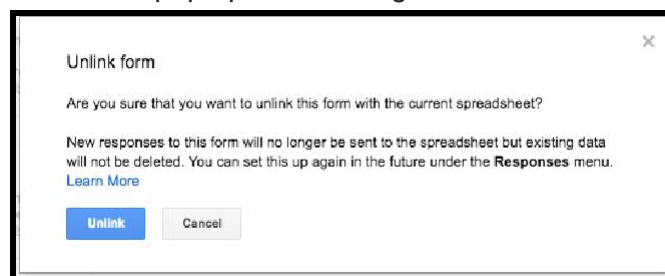 Unlink form
Are you sure that you want to unlink this form with the current spreadsheet?
New responses to this form will no longer be sent to the spreadsheet but existing data
will not be deleted. You can set this up again in the future under the Responses menu.
Learn More
Unlink Cancel